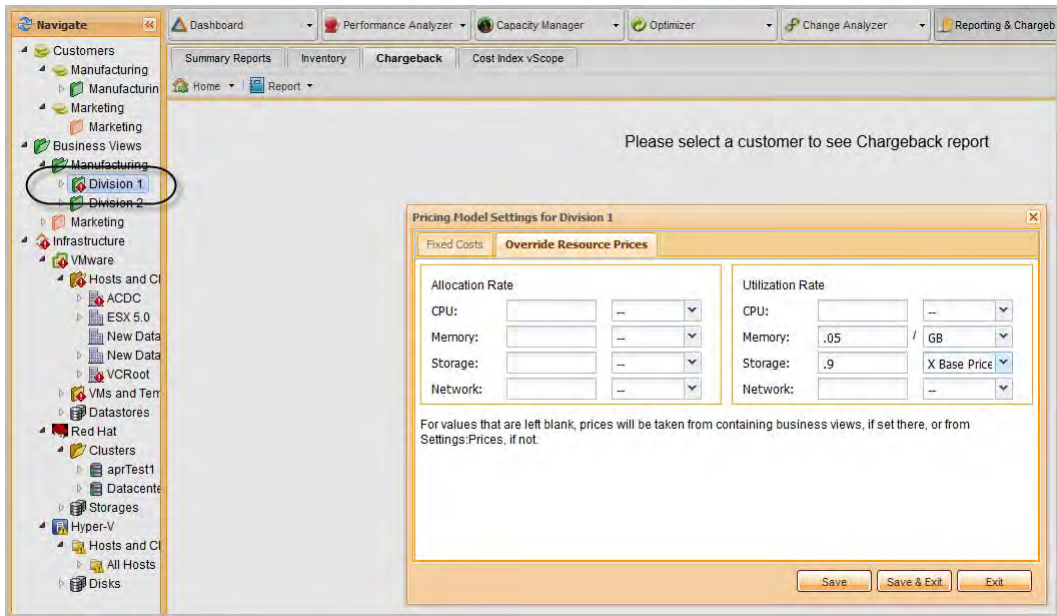 Navigate
Dashboard
Performance Analyzer
Capacity Manager
Optimizer
Change Analyzer
Reporting & Chargeb
Summary Reports
Inventory
Chargeback
Cost Index vScope
Home
Report
Customers
Manufacturing
Manufacturin
Marketing
Marketing
Business Views
Manufacturing
Division 1
Division 2
Marketing
Infrastructure
VMware
Hosts and Cl
ACDC
ESX 5.0
New Data
New Data
VCRoot
VMs and Tem
Datastores
Red Hat
Clusters
aprTest1
Datacente
Storages
Hyper-V
Hosts and Cl
All Hosts
Disks
Please select a customer to see Chargeback report
Pricing Model Settings for Division 1
Fixed Costs
Override Resource Prices
Allocation Rate
CPU: --
Memory: --
Storage: --
Network: --
Utilization Rate
CPU: --
Memory: .05 / GB
Storage: .9 X Base Price
Network: --
For values that are left blank, prices will be taken from containing business views, if set there, or from
Settings:Prices, if not.
Save
Save & Exit
Exit